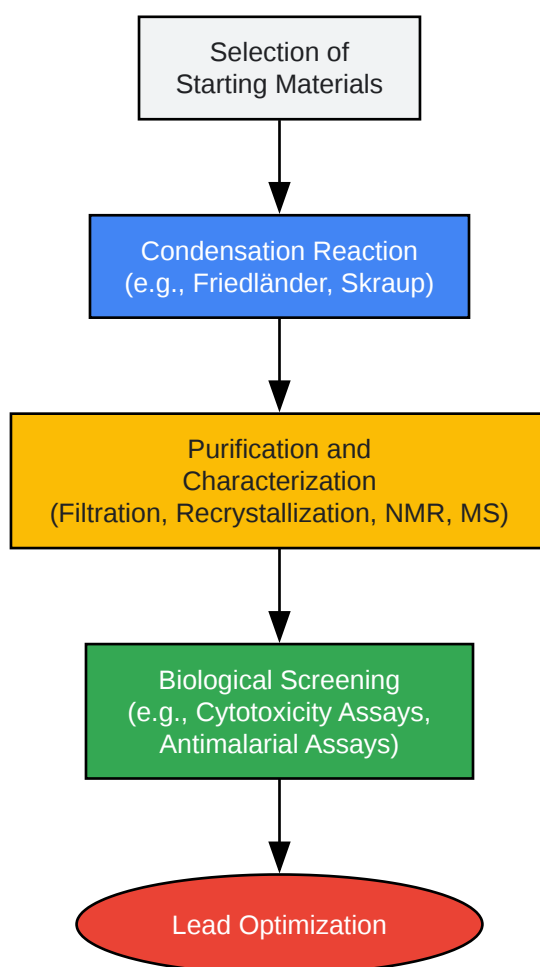 Selection of
Starting Materials
Condensation Reaction
(e.g., Friedländer, Skraup)
Purification and
Characterization
(Filtration, Recrystallization, NMR, MS)
Biological Screening
(e.g., Cytotoxicity Assays,
Antimalarial Assays)
Lead Optimization